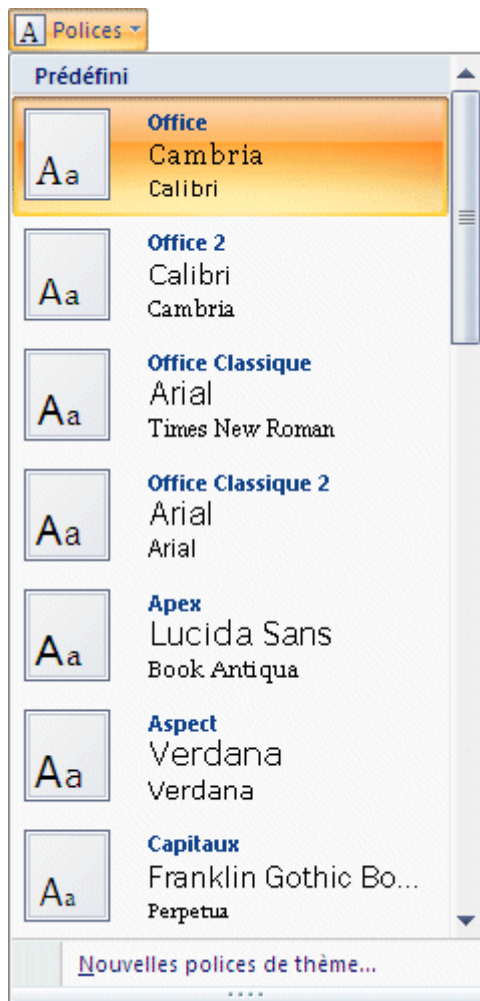 A Polices
Prédéfini
Aa
Office
Cambria
Calibri
Aa
Office 2
Calibri
Cambria
Aa
Office Classique
Arial
Times New Roman
Aa
Office Classique 2
Arial
Arial
Aa
Apex
Lucida Sans
Book Antiqua
Aa
Aspect
Verdana
Verdana
Aa
Capitaux
Franklin Gothic Bo...
Perpetua
Nouvelles polices de thème...